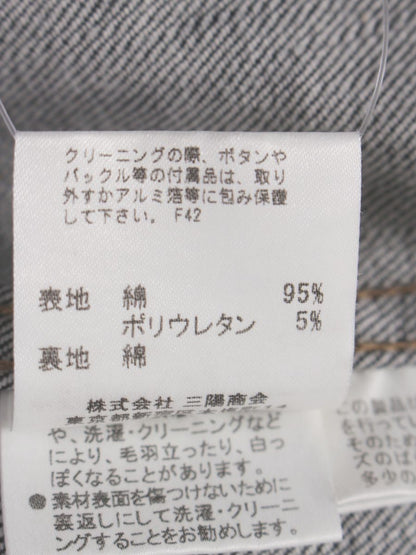 クリーニングの際、ボタンや
バックル等の付属品は、取り
外すかアルミ箔等に包み保護
して下さい。 F42
表地 綿 95%
ポリウレタン 5%
裏地 綿
株式会社 三陽商会
や、洗濯・クリーニングなど
により、毛羽立ったり、白っ
ぽくなることがあります。
●素材表面を傷つけないために
裏返しにして洗濯・クリーニ
ングすることをお勧めします。
この製品
を行ってい
そのため
ズのば
多少の